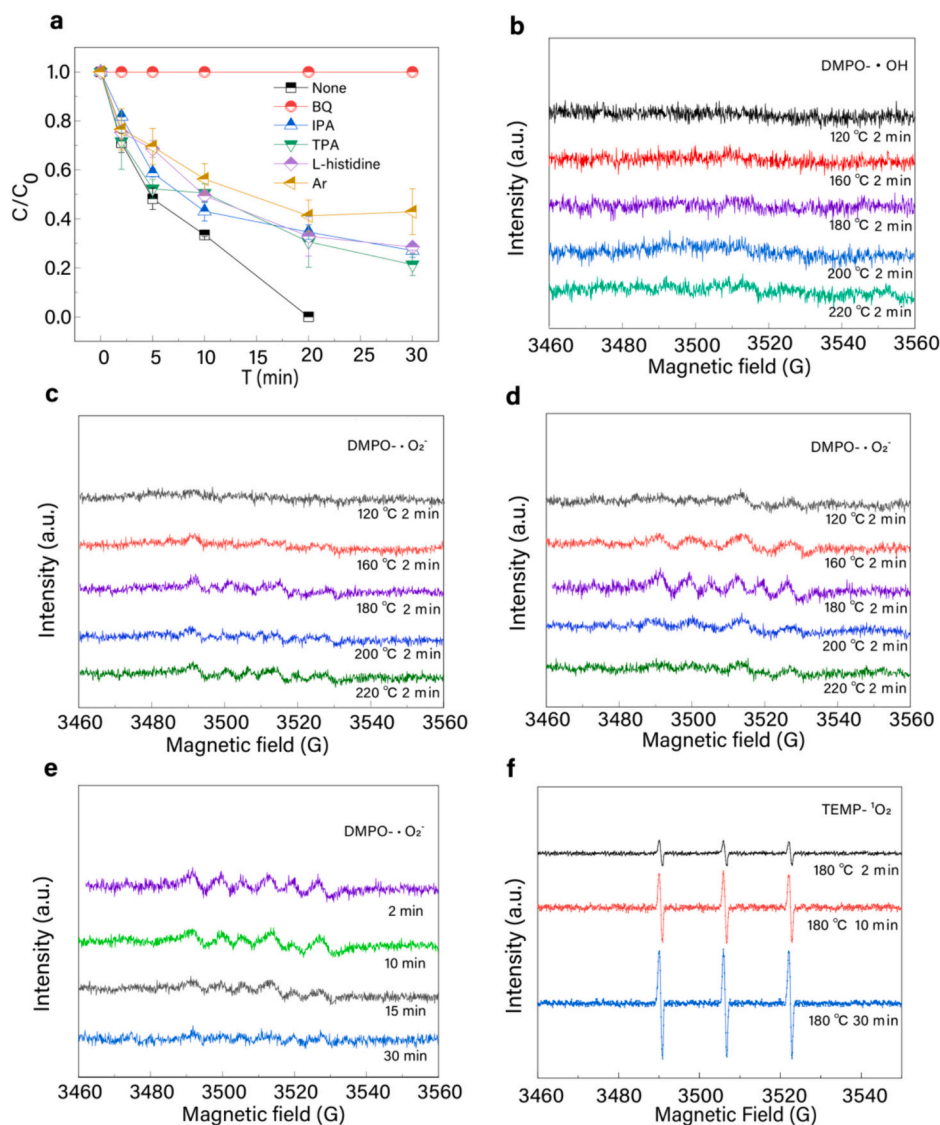 a
C/C0
1.0
0.8
0.6
0.4
0.2
0.0
None
BQ
IPA
TPA
L-histidine
Ar
0 5 10 15 20 25 30
T (min)
b
DMPO- • OH
Intensity (a.u.)
120 °C 2 min
160 °C 2 min
180 °C 2 min
200 °C 2 min
220 °C 2 min
3460 3480 3500 3520 3540 3560
Magnetic field (G)
c
DMPO- • O₂⁻
Intensity (a.u.)
120 °C 2 min
160 °C 2 min
180 °C 2 min
200 °C 2 min
220 °C 2 min
3460 3480 3500 3520 3540 3560
Magnetic field (G)
d
DMPO- • O₂⁻
Intensity (a.u.)
120 °C 2 min
160 °C 2 min
180 °C 2 min
200 °C 2 min
220 °C 2 min
3460 3480 3500 3520 3540 3560
Magnetic field (G)
e
DMPO- • O₂⁻
Intensity (a.u.)
2 min
10 min
15 min
30 min
3460 3480 3500 3520 3540 3560
Magnetic field (G)
f
TEMP- ¹O₂
Intensity (a.u.)
180 °C 2 min
180 °C 10 min
180 °C 30 min
3460 3480 3500 3520 3540
Magnetic Field (G)